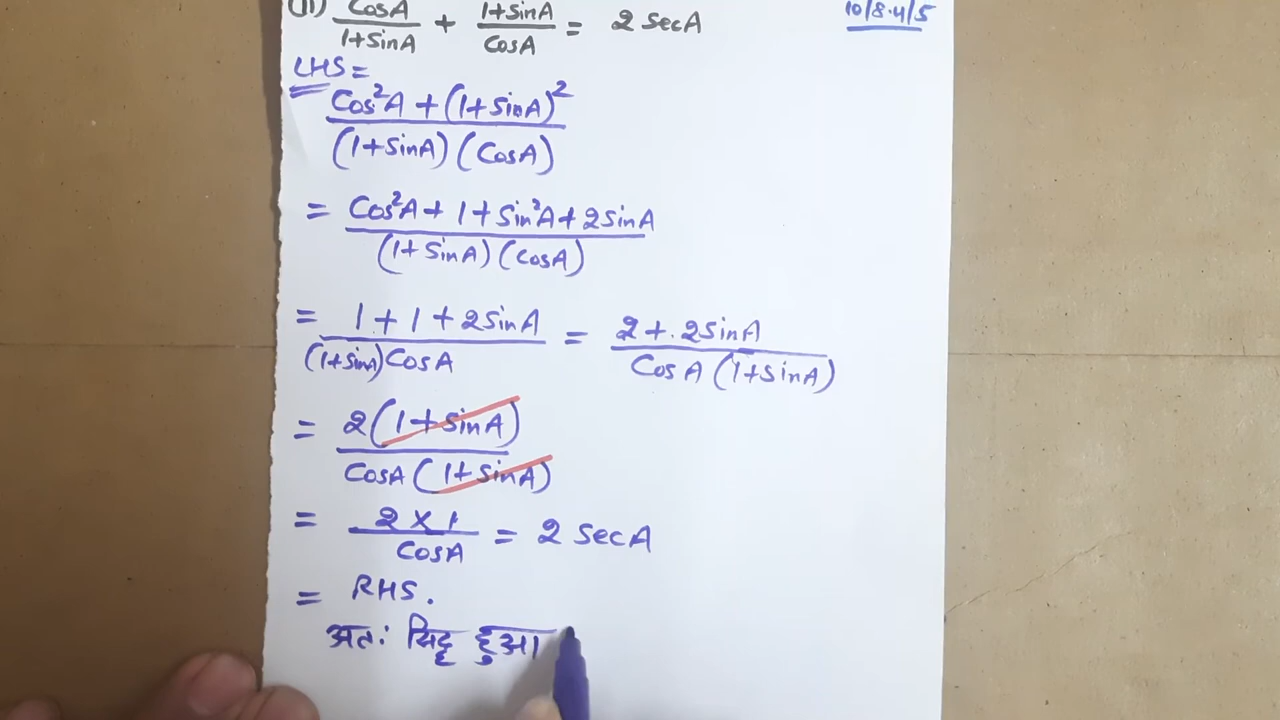 (ii) CosA/1+SinA + 1+SinA/CosA = 2 SecA
10/8.4/5
LHS =
Cos²A + (1+SinA)²/(1+SinA) (CosA)
= Cos²A + 1 + Sin²A + 2SinA/(1+SinA) (CosA)
= 1 + 1 + 2SinA/(1+SinA) CosA = 2 + 2SinA/CosA (1+SinA)
= 2(1+SinA)/CosA (1+SinA)
= 2 × 1/CosA = 2 SecA
= RHS.
अतः सिद्ध हुआ